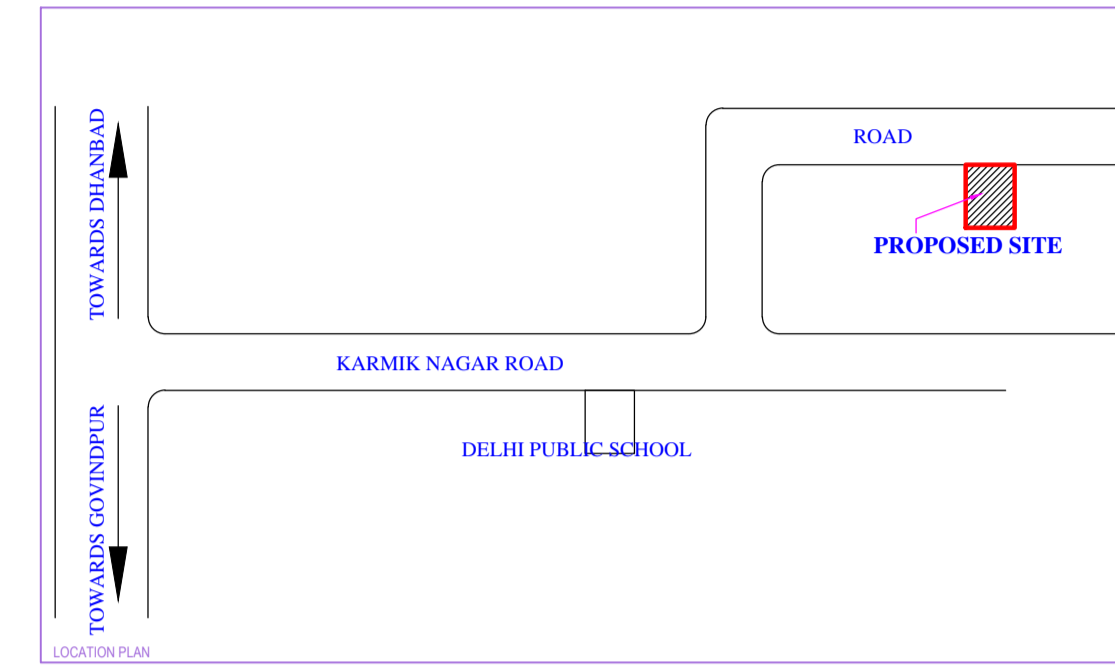 TOWARDS DHANBAD
ROAD
PROPOSED SITE
KARMIK NAGAR ROAD
DELHI PUBLIC SCHOOL
TOWARDS GOVINDPUR
LOCATION PLAN